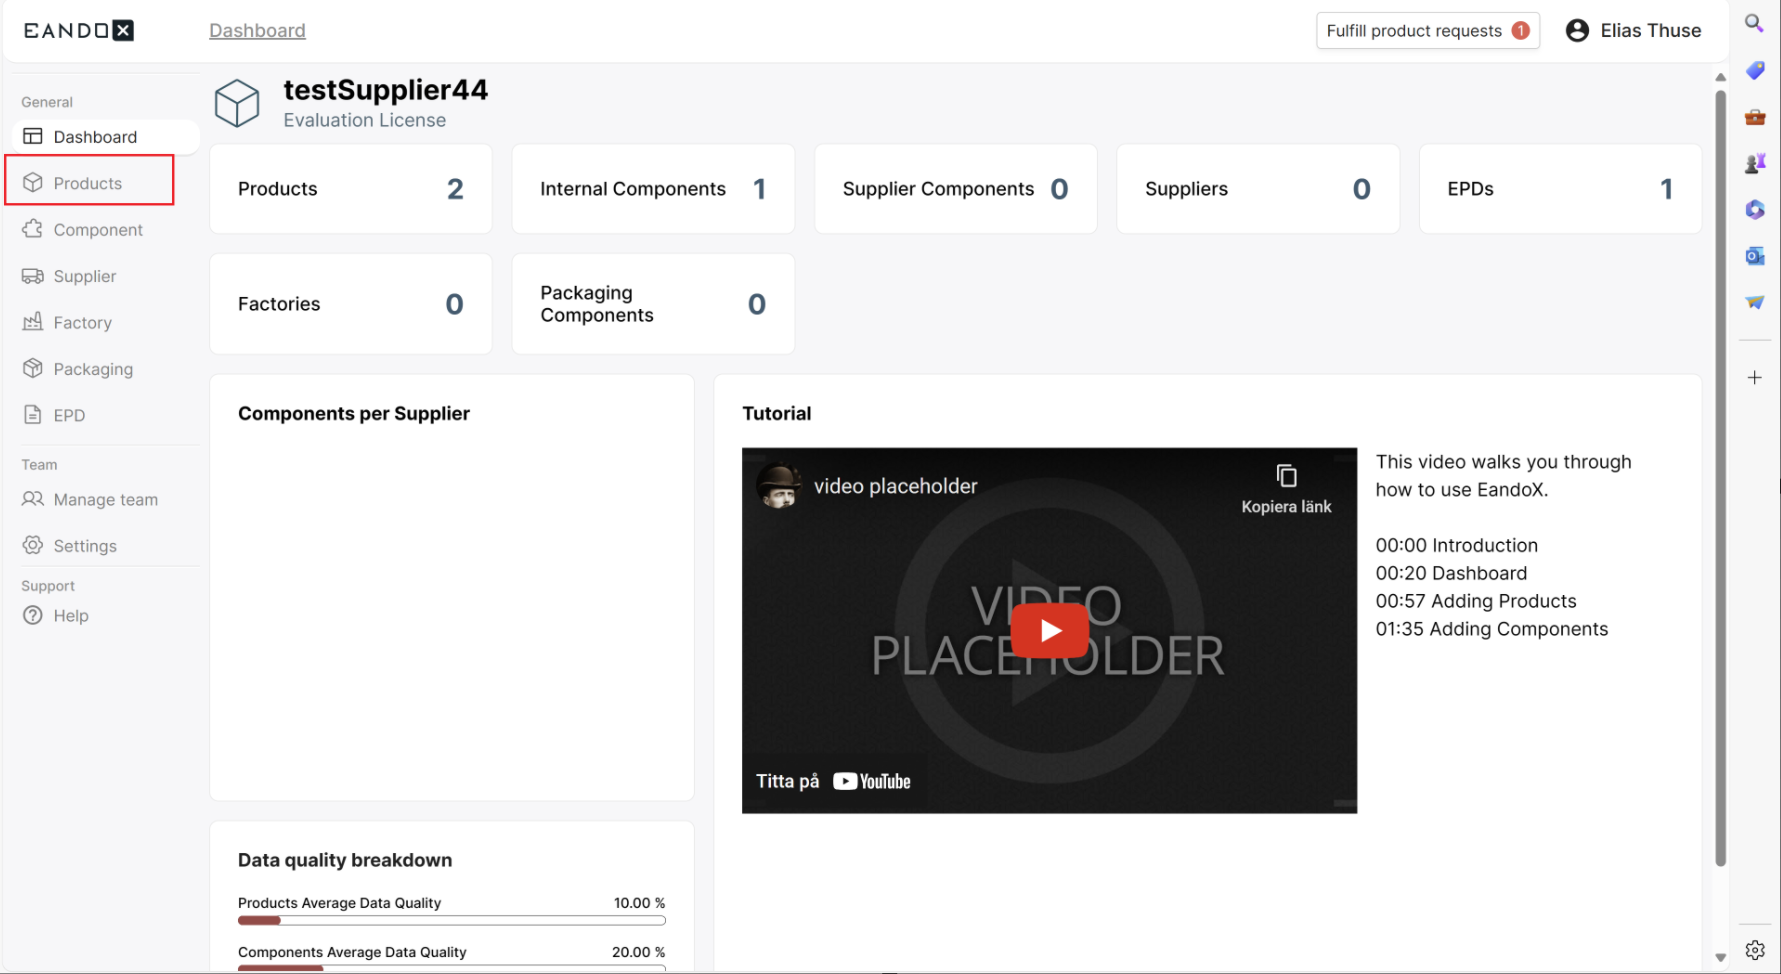 EANDOX
Dashboard
Fulfill product requests 1
Elias Thuse
General
Dashboard
Products
Component
Supplier
Factory
Packaging
EPD
Team
Manage team
Settings
Support
Help
testSupplier44
Evaluation License
Products 2
Internal Components 1
Supplier Components 0
Suppliers 0
EPDs 1
Factories 0
Packaging
Components 0
Components per Supplier
Tutorial
video placeholder
Kopiera länk
VIDEO
PLACEHOLDER
Titta på YouTube
This video walks you through
how to use EandoX.
00:00 Introduction
00:20 Dashboard
00:57 Adding Products
01:35 Adding Components
Data quality breakdown
Products Average Data Quality 10.00 %
Components Average Data Quality 20.00 %